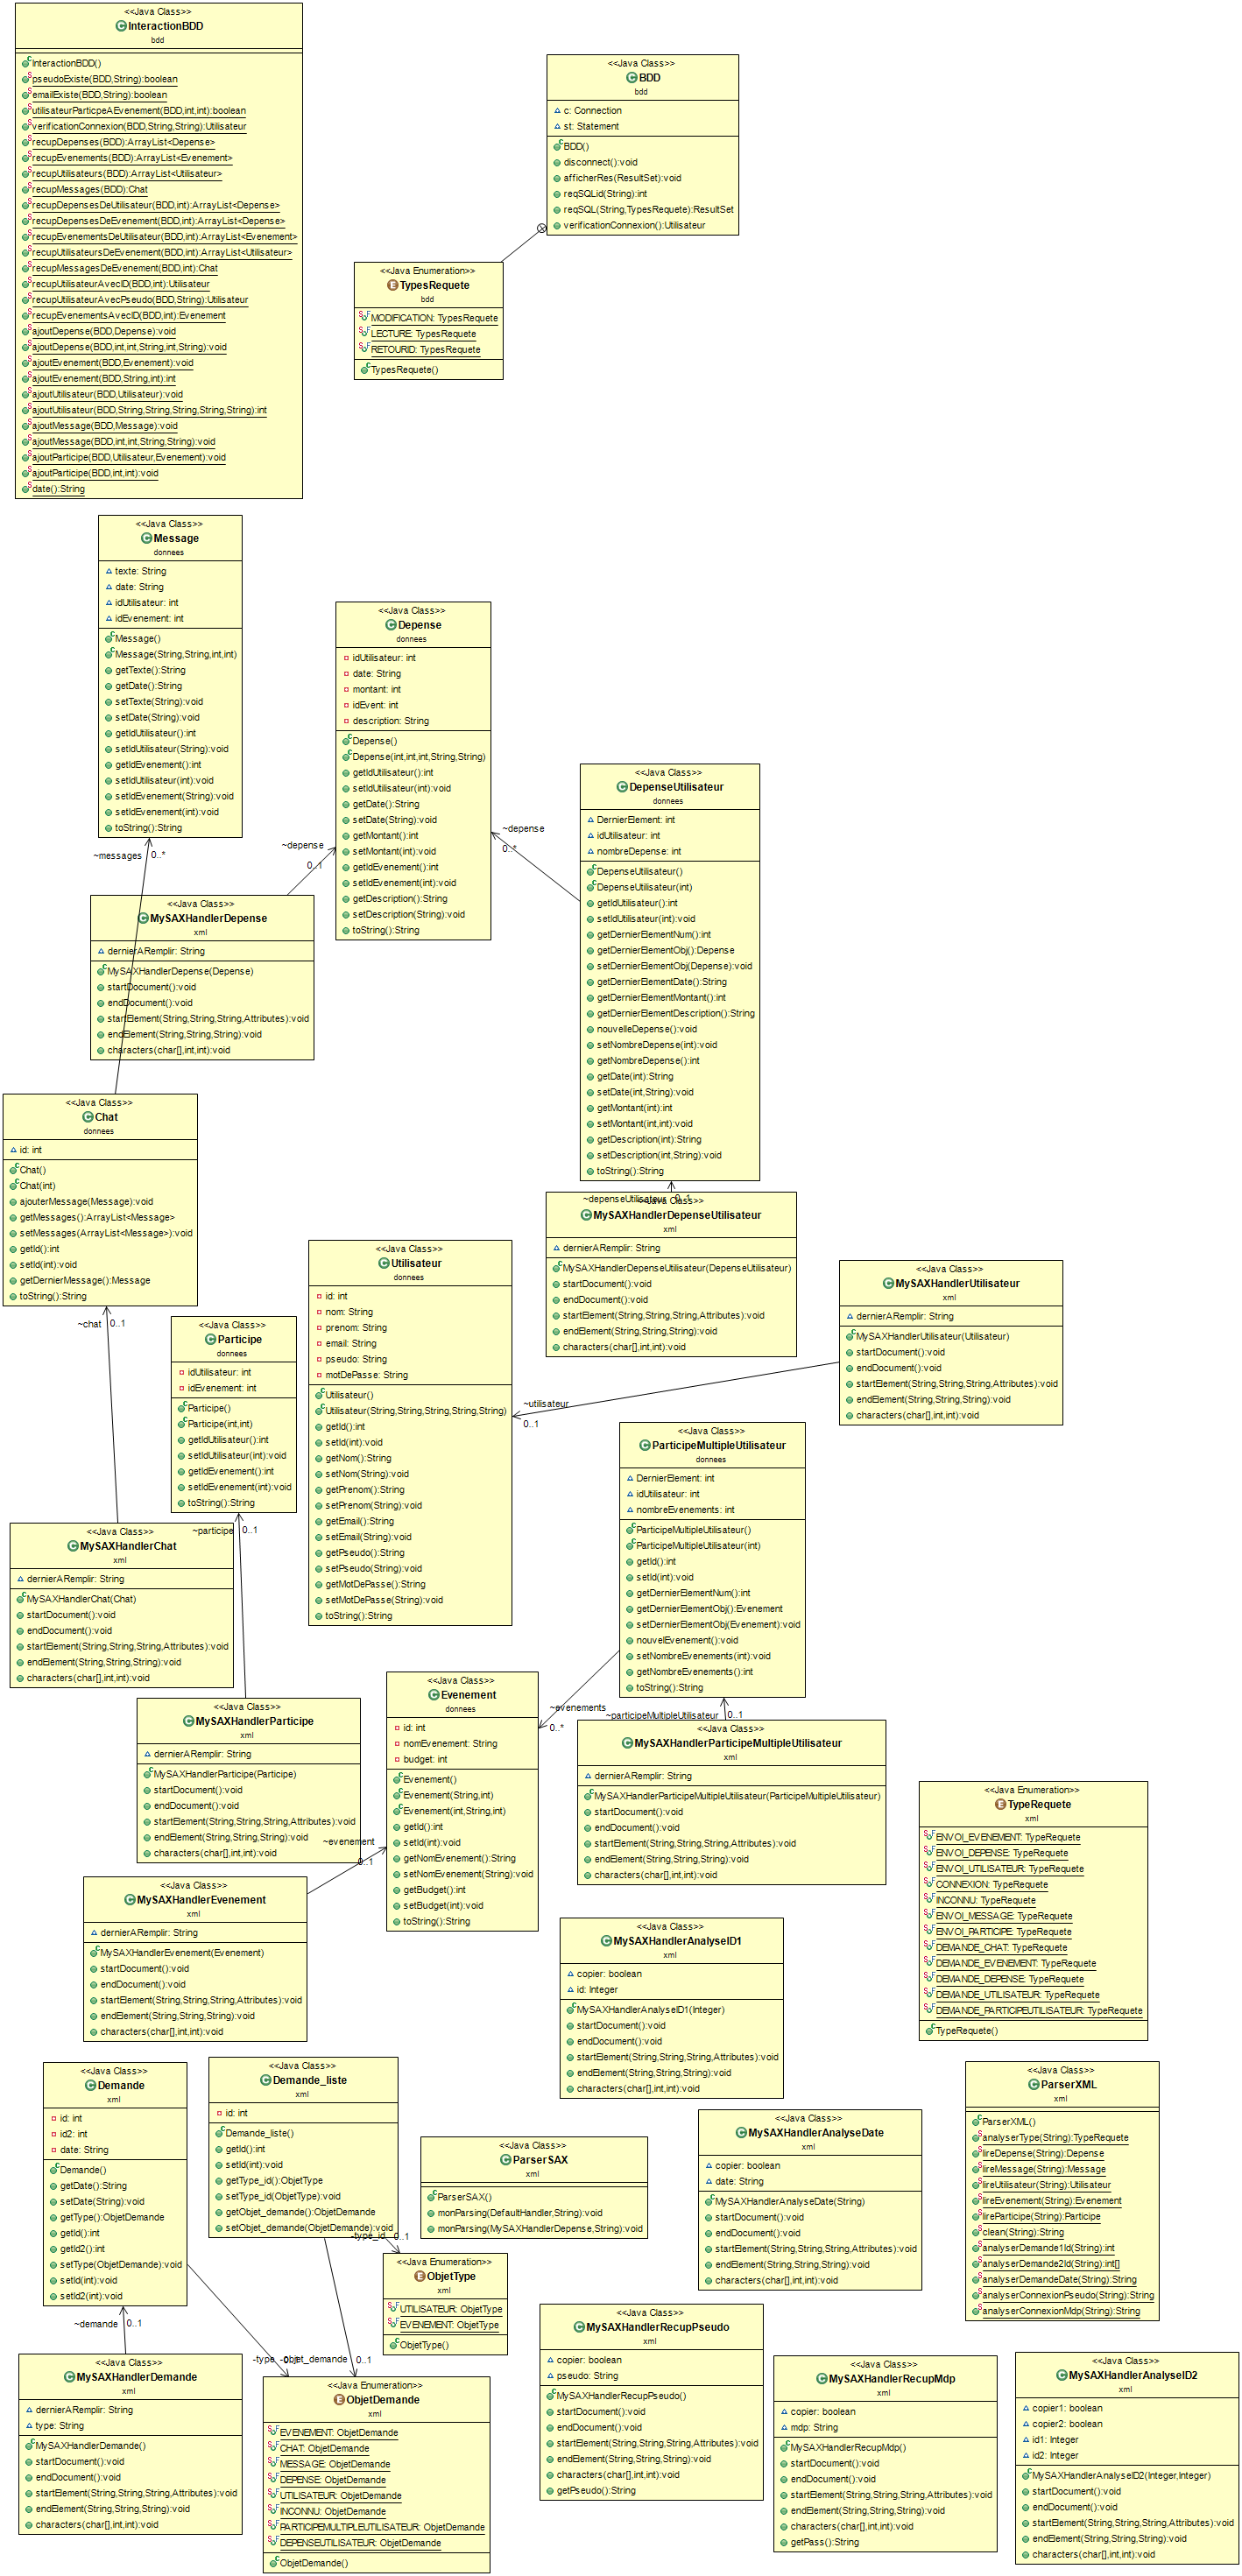 <<Java Class>>
InteractionBDD
bdd
InteractionBDD()
pseudoExiste(BDD,String):boolean
emailExiste(BDD,String):boolean
utilisateurParticpeAEvenement(BDD,int,int):boolean
verificationConnexion(BDD,String,String):Utilisateur
recupDepenses(BDD):ArrayList<Depense>
recupEvenements(BDD):ArrayList<Evenement>
recupUtilisateurs(BDD):ArrayList<Utilisateur>
recupMessages(BDD):Chat
recupDepensesDeUtilisateur(BDD,int):ArrayList<Depense>
recupDepensesDeEvenement(BDD,int):ArrayList<Depense>
recupEvenementsDeUtilisateur(BDD,int):ArrayList<Evenement>
recupUtilisateursDeEvenement(BDD,int):ArrayList<Utilisateur>
recupMessagesDeEvenement(BDD,int):Chat
recupUtilisateurAvecID(BDD,int):Utilisateur
recupUtilisateurAvecPseudo(BDD,String):Utilisateur
recupEvenementsAvecID(BDD,int):Evenement
ajoutDepense(BDD,Depense):void
ajoutDepense(BDD,int,int,String,int,String):void
ajoutEvenement(BDD,Evenement):void
ajoutEvenement(BDD,String,int):int
ajoutUtilisateur(BDD,Utilisateur):void
ajoutUtilisateur(BDD,String,String,String,String,String):int
ajoutMessage(BDD,Message):void
ajoutMessage(BDD,int,int,String,String):void
ajoutParticipe(BDD,Utilisateur,Evenement):void
ajoutParticipe(BDD,int,int):void
date():String
<<Java Class>>
BDD
bdd
c: Connection
st: Statement
BDD()
disconnect():void
afficherRes(ResultSet):void
reqSQLid(String):int
reqSQL(String,TypesRequete):ResultSet
verificationConnexion():Utilisateur
<<Java Enumeration>>
TypesRequete
bdd
MODIFICATION: TypesRequete
LECTURE: TypesRequete
RETOURID: TypesRequete
TypesRequete()
<<Java Class>>
Message
donnees
texte: String
date: String
idUtilisateur: int
idEvenement: int
Message()
Message(String,String,int,int)
getTexte():String
getDate():String
setTexte(String):void
setDate(String):void
getIdUtilisateur():int
setIdUtilisateur(String):void
getIdEvenement():int
setIdUtilisateur(int):void
setIdEvenement(String):void
setIdEvenement(int):void
toString():String
~messages 0..*
<<Java Class>>
Depense
donnees
idUtilisateur: int
date: String
montant: int
idEvent: int
description: String
Depense()
Depense(int,int,int,String,String)
getIdUtilisateur():int
setIdUtilisateur(int):void
getDate():String
setDate(String):void
getMontant():int
setMontant(int):void
getIdEvenement():int
setIdEvenement(int):void
getDescription():String
setDescription(String):void
toString():String
~depense
0..1
~depense
0..*
<<Java Class>>
DepenseUtilisateur
donnees
DernierElement: int
idUtilisateur: int
nombreDepense: int
DepenseUtilisateur()
DepenseUtilisateur(int)
getIdUtilisateur():int
setIdUtilisateur(int):void
getDernierElementNum():int
getDernierElementObj():Depense
setDernierElementObj(Depense):void
getDernierElementDate():String
getDernierElementMontant():int
getDernierElementDescription():String
nouvelleDepense():void
setNombreDepense(int):void
getNombreDepense():int
getDate(int):String
setDate(int,String):void
getMontant(int):int
setMontant(int,int):void
getDescription(int):String
setDescription(int,String):void
toString():String
<<Java Class>>
MySAXHandlerDepense
xml
dernierARemplir: String
MySAXHandlerDepense(Depense)
startDocument():void
endDocument():void
startElement(String,String,String,Attributes):void
endElement(String,String,String):void
characters(char[],int,int):void
<<Java Class>>
Chat
donnees
id: int
Chat()
Chat(int)
ajouterMessage(Message):void
getMessages():ArrayList<Message>
setMessages(ArrayList<Message>):void
getId():int
setId(int):void
getDernierMessage():Message
toString():String
~chat 0..1
~depenseUtilisateur
<<Java Class>>
MySAXHandlerDepenseUtilisateur
xml
dernierARemplir: String
MySAXHandlerDepenseUtilisateur(DepenseUtilisateur)
startDocument():void
endDocument():void
startElement(String,String,String,Attributes):void
endElement(String,String,String):void
characters(char[],int,int):void
<<Java Class>>
Utilisateur
donnees
id: int
nom: String
prenom: String
email: String
pseudo: String
motDePasse: String
Utilisateur()
Utilisateur(String,String,String,String,String)
getId():int
setId(int):void
getNom():String
setNom(String):void
getPrenom():String
setPrenom(String):void
getEmail():String
setEmail(String):void
getPseudo():String
setPseudo(String):void
getMotDePasse():String
setMotDePasse(String):void
toString():String
<<Java Class>>
MySAXHandlerUtilisateur
xml
dernierARemplir: String
MySAXHandlerUtilisateur(Utilisateur)
startDocument():void
endDocument():void
startElement(String,String,String,Attributes):void
endElement(String,String,String):void
characters(char[],int,int):void
~utilisateur
0..1
<<Java Class>>
Participe
donnees
idUtilisateur: int
idEvenement: int
Participe()
Participe(int,int)
getIdUtilisateur():int
setIdUtilisateur(int):void
getIdEvenement():int
setIdEvenement(int):void
toString():String
~participe 0..1
<<Java Class>>
ParticipeMultipleUtilisateur
donnees
DernierElement: int
idUtilisateur: int
nombreEvenements: int
ParticipeMultipleUtilisateur()
ParticipeMultipleUtilisateur(int)
getId():int
setId(int):void
getDernierElementNum():int
getDernierElementObj():Evenement
setDernierElementObj(Evenement):void
nouvelEvenement():void
setNombreEvenements(int):void
getNombreEvenements():int
toString():String
<<Java Class>>
MySAXHandlerChat
xml
dernierARemplir: String
MySAXHandlerChat(Chat)
startDocument():void
endDocument():void
startElement(String,String,String,Attributes):void
endElement(String,String,String):void
characters(char[],int,int):void
<<Java Class>>
MySAXHandlerParticipe
xml
dernierARemplir: String
MySAXHandlerParticipe(Participe)
startDocument():void
endDocument():void
startElement(String,String,String,Attributes):void
endElement(String,String,String):void
characters(char[],int,int):void
<<Java Class>>
Evenement
donnees
id: int
nomEvenement: String
budget: int
Evenement()
Evenement(String,int)
Evenement(int,String,int)
getId():int
setId(int):void
getNomEvenement():String
setNomEvenement(String):void
getBudget():int
setBudget(int):void
toString():String
~evenements
0..*
~participeMultipleUtilisateur 0..1
<<Java Class>>
MySAXHandlerParticipeMultipleUtilisateur
xml
dernierARemplir: String
MySAXHandlerParticipeMultipleUtilisateur(ParticipeMultipleUtilisateur)
startDocument():void
endDocument():void
startElement(String,String,String,Attributes):void
endElement(String,String,String):void
characters(char[],int,int):void
~evenement
0..1
<<Java Class>>
MySAXHandlerEvenement
xml
dernierARemplir: String
MySAXHandlerEvenement(Evenement)
startDocument():void
endDocument():void
startElement(String,String,String,Attributes):void
endElement(String,String,String):void
characters(char[],int,int):void
<<Java Enumeration>>
TypeRequete
xml
ENVOI_EVENEMENT: TypeRequete
ENVOI_DEPENSE: TypeRequete
ENVOI_UTILISATEUR: TypeRequete
CONNEXION: TypeRequete
INCONNU: TypeRequete
ENVOI_MESSAGE: TypeRequete
ENVOI_PARTICIPE: TypeRequete
DEMANDE_CHAT: TypeRequete
DEMANDE_EVENEMENT: TypeRequete
DEMANDE_DEPENSE: TypeRequete
DEMANDE_UTILISATEUR: TypeRequete
DEMANDE_PARTICIPEUTILISATEUR: TypeRequete
TypeRequete()
<<Java Class>>
MySAXHandlerAnalyseID1
xml
copier: boolean
id: Integer
MySAXHandlerAnalyseID1(Integer)
startDocument():void
endDocument():void
startElement(String,String,String,Attributes):void
endElement(String,String,String):void
characters(char[],int,int):void
<<Java Class>>
Demande
xml
id: int
id2: int
date: String
Demande()
getDate():String
setDate(String):void
getType():ObjetDemande
getId():int
getId2():int
setType(ObjetDemande):void
setId(int):void
setId2(int):void
~demande 0..1
<<Java Class>>
Demande_liste
xml
id: int
Demande_liste()
getId():int
setId(int):void
getType_id():ObjetType
setType_id(ObjetType):void
getObjet_demande():ObjetDemande
setObjet_demande(ObjetDemande):void
-type_id 0..1
<<Java Class>>
ParserSAX
xml
ParserSAX()
monParsing(DefaultHandler,String):void
monParsing(MySAXHandlerDepense,String):void
<<Java Class>>
MySAXHandlerAnalyseDate
xml
copier: boolean
date: String
MySAXHandlerAnalyseDate(String)
startDocument():void
endDocument():void
startElement(String,String,String,Attributes):void
endElement(String,String,String):void
characters(char[],int,int):void
<<Java Class>>
ParserXML
xml
ParserXML()
analyserType(String):TypeRequete
lireDepense(String):Depense
lireMessage(String):Message
lireUtilisateur(String):Utilisateur
lireEvenement(String):Evenement
lireParticipe(String):Participe
clean(String):String
analyserDemande1Id(String):int
analyserDemande2Id(String):int[]
analyserDemandeDate(String):String
analyserConnexionPseudo(String):String
analyserConnexionMdp(String):String
<<Java Enumeration>>
ObjetType
xml
UTILISATEUR: ObjetType
EVENEMENT: ObjetType
ObjetType()
-type
-objet_demande
0..1
<<Java Class>>
MySAXHandlerDemande
xml
dernierARemplir: String
type: String
MySAXHandlerDemande()
startDocument():void
endDocument():void
startElement(String,String,String,Attributes):void
endElement(String,String,String):void
characters(char[],int,int):void
<<Java Enumeration>>
ObjetDemande
xml
EVENEMENT: ObjetDemande
CHAT: ObjetDemande
MESSAGE: ObjetDemande
DEPENSE: ObjetDemande
UTILISATEUR: ObjetDemande
INCONNU: ObjetDemande
PARTICIPEMULTIPLEUTILISATEUR: ObjetDemande
DEPENSEUTILISATEUR: ObjetDemande
ObjetDemande()
<<Java Class>>
MySAXHandlerRecupPseudo
xml
copier: boolean
pseudo: String
MySAXHandlerRecupPseudo()
startDocument():void
endDocument():void
startElement(String,String,String,Attributes):void
endElement(String,String,String):void
characters(char[],int,int):void
getPseudo():String
<<Java Class>>
MySAXHandlerRecupMdp
xml
copier: boolean
mdp: String
MySAXHandlerRecupMdp()
startDocument():void
endDocument():void
startElement(String,String,String,Attributes):void
endElement(String,String,String):void
characters(char[],int,int):void
getPass():String
<<Java Class>>
MySAXHandlerAnalyseID2
xml
copier1: boolean
copier2: boolean
id1: Integer
id2: Integer
MySAXHandlerAnalyseID2(Integer,Integer)
startDocument():void
endDocument():void
startElement(String,String,String,Attributes):void
endElement(String,String,String):void
characters(char[],int,int):void